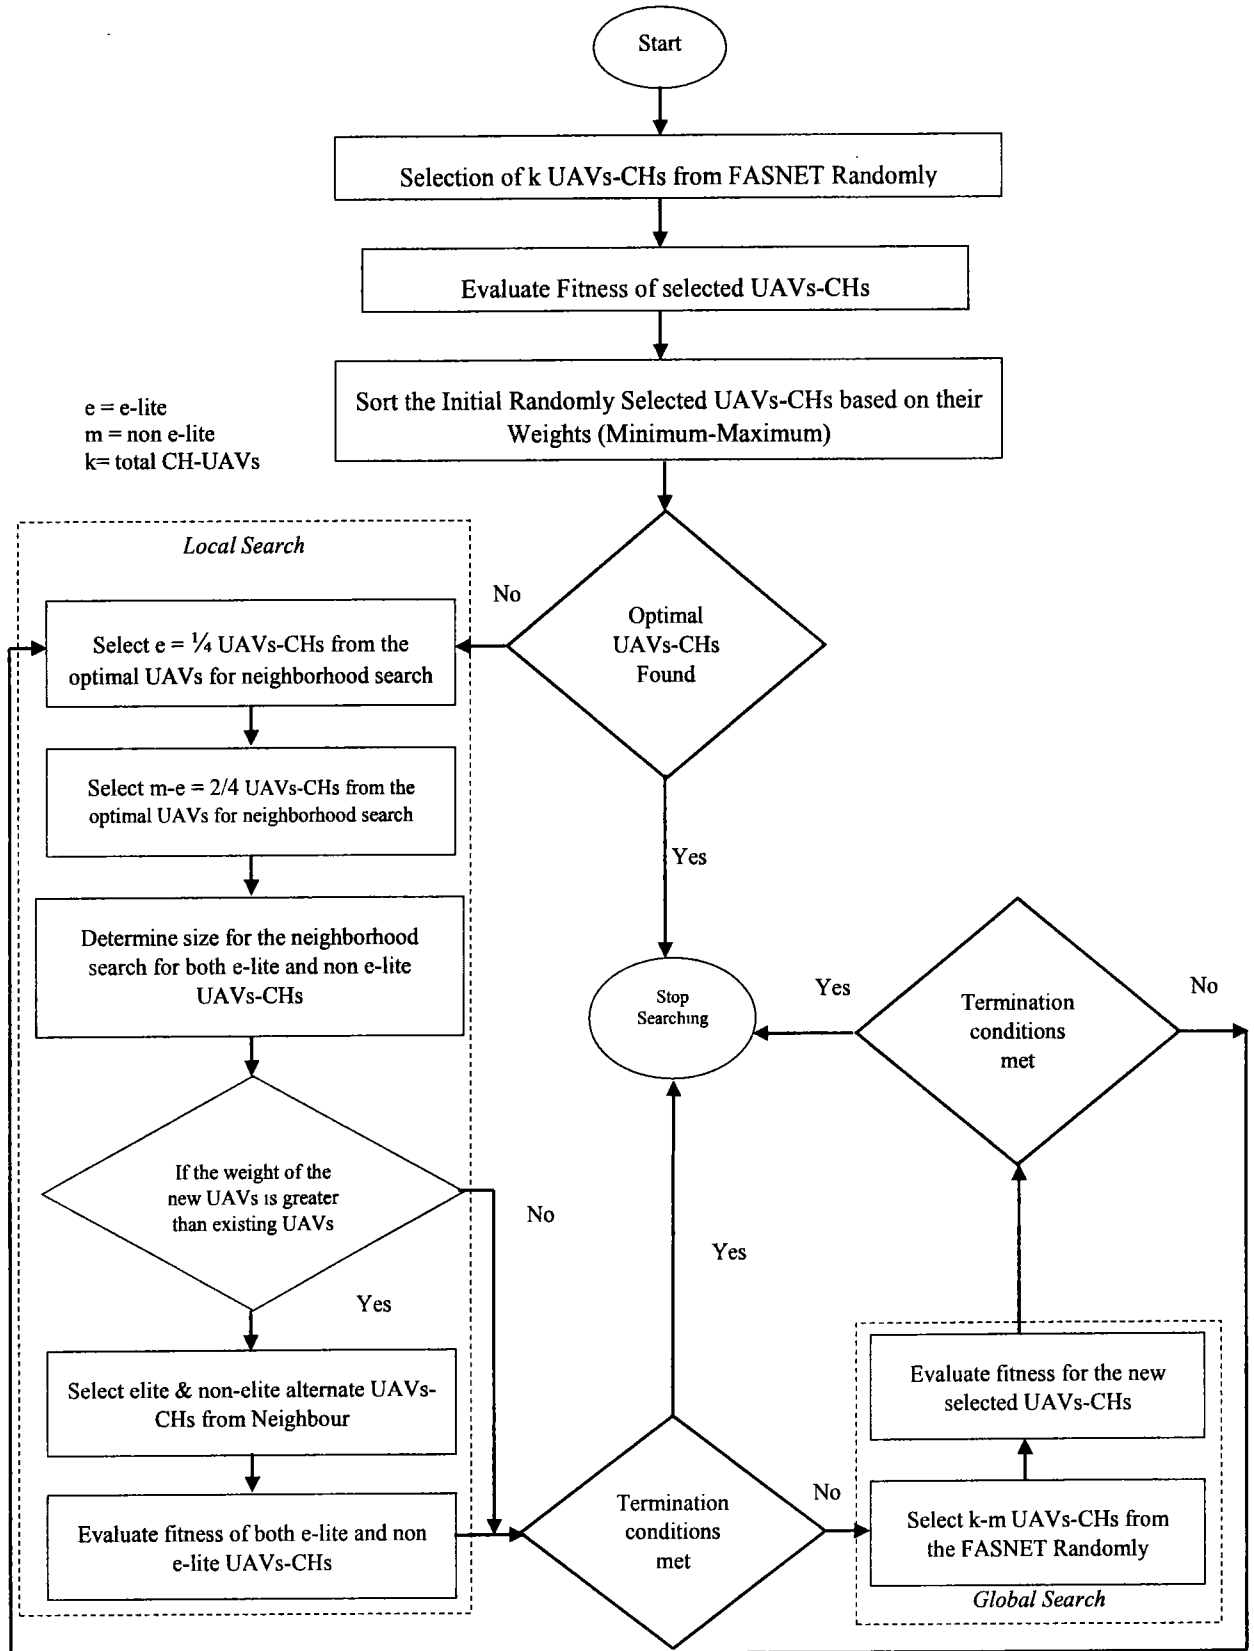 Start
Selection of k UAVs-CHs from FASNET Randomly
Evaluate Fitness of selected UAVs-CHs
Sort the Initial Randomly Selected UAVs-CHs based on their
Weights (Minimum-Maximum)
e = e-lite
m = non e-lite
k= total CH-UAVs
Local Search
No
Optimal
UAVs-CHs
Found
Select e = ¼ UAVs-CHs from the
optimal UAVs for neighborhood search
Select m-e = 2/4 UAVs-CHs from the
optimal UAVs for neighborhood search
Yes
Determine size for the neighborhood
search for both e-lite and non e-lite
UAVs-CHs
Stop
Searching
Yes
Termination
conditions
met
No
If the weight of the
new UAVs is greater
than existing UAVs
No
Yes
Yes
Select elite & non-elite alternate UAVs-
CHs from Neighbour
Evaluate fitness for the new
selected UAVs-CHs
Evaluate fitness of both e-lite and non
e-lite UAVs-CHs
Termination
conditions
met
No
Select k-m UAVs-CHs from
the FASNET Randomly
Global Search